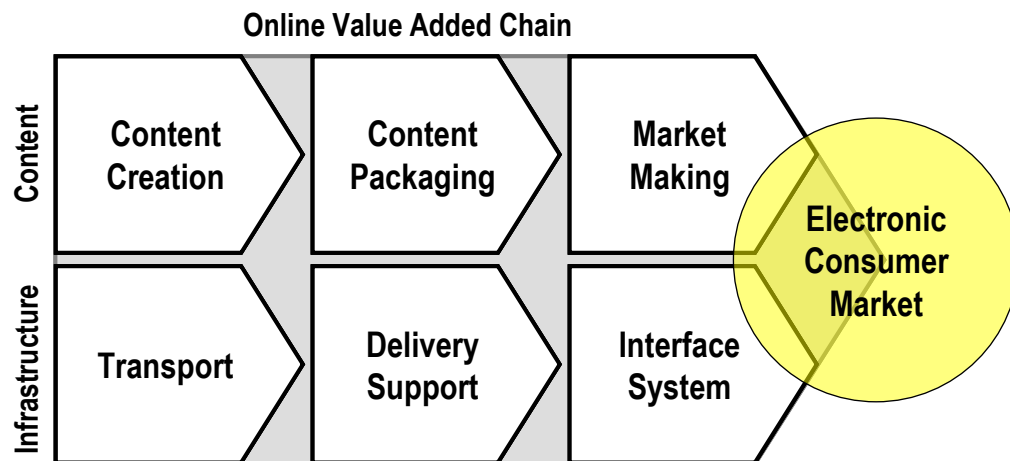 Online Value Added Chain
Content
Content
Creation
Content
Packaging
Market
Making
Electronic
Consumer
Market
Infrastructure
Transport
Delivery
Support
Interface
System